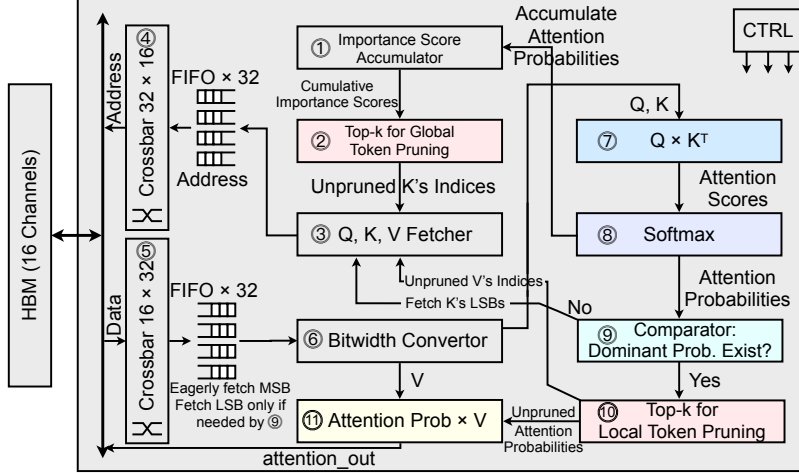 HBM (16 Channels)
Address
Data
④
Crossbar 32 × 16
FIFO × 32
Address
⑤
Crossbar 16 × 32
FIFO × 32
Eagerly fetch MSB
Fetch LSB only if
needed by ⑨
① Importance Score
Accumulator
Cumulative
Importance Scores
② Top-k for Global
Token Pruning
Unpruned K's Indices
③ Q, K, V Fetcher
Unpruned V's Indices
Fetch K's LSBs
⑥ Bitwidth Convertor
V
⑪ Attention Prob × V
attention_out
Accumulate
Attention
Probabilities
CTRL
Q, K
⑦ Q × Kᵀ
Attention
Scores
⑧ Softmax
Attention
Probabilities
No
⑨ Comparator:
Dominant Prob. Exist?
Yes
⑩ Top-k for
Local Token Pruning
Unpruned
Attention
Probabilities